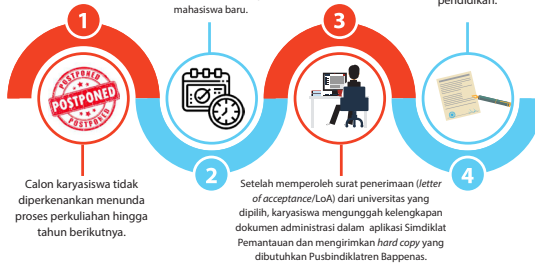 mahasiswa baru.
pendidikan.
1
3
POSTPONED
POSTPONED
POSTPONED
2
4
Calon karyasiswa tidak
diperkenankan menunda
proses perkuliahan hingga
tahun berikutnya.
Setelah memperoleh surat penerimaan (letter
of acceptance/LoA) dari universitas yang
dipilih, karyasiswa mengunggah kelengkapan
dokumen administrasi dalam aplikasi Simdiklat
Pemantauan dan mengirimkan hard copy yang
dibutuhkan Pusbindiklatren Bappenas.